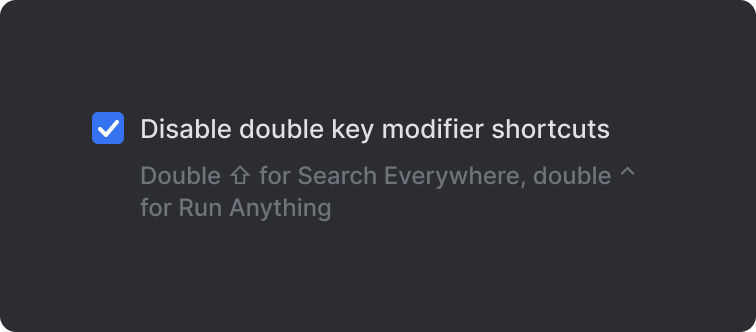 Disable double key modifier shortcuts
Double ⇧ for Search Everywhere, double ⌃
for Run Anything